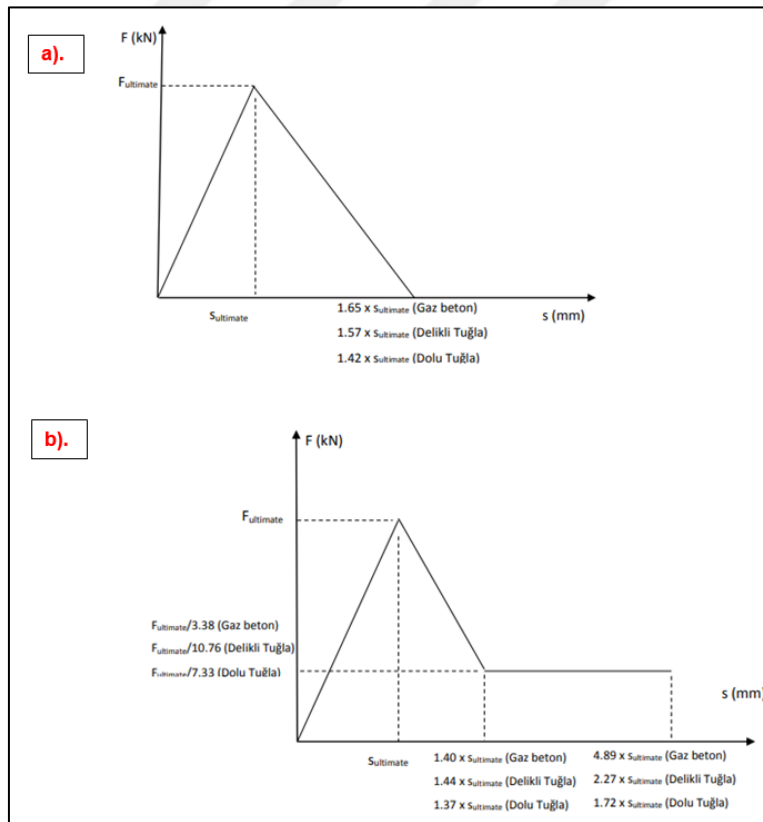 a).
F (kN)
Fultimate
Sultimate
1.65 x Sultimate (Gaz beton)
1.57 x Sultimate (Delikli Tuğla)
1.42 x Sultimate (Dolu Tuğla)
s (mm)
b).
F (kN)
Fultimate
Fultimate/3.38 (Gaz beton)
Fultimate/10.76 (Delikli Tuğla)
Fultimate/7.33 (Dolu Tuğla)
s (mm)
Sultimate
1.40 x Sultimate (Gaz beton)
1.44 x Sultimate (Delikli Tuğla)
1.37 x Sultimate (Dolu Tuğla)
4.89 x Sultimate (Gaz beton)
2.27 x Sultimate (Delikli Tuğla)
1.72 x Sultimate (Dolu Tuğla)